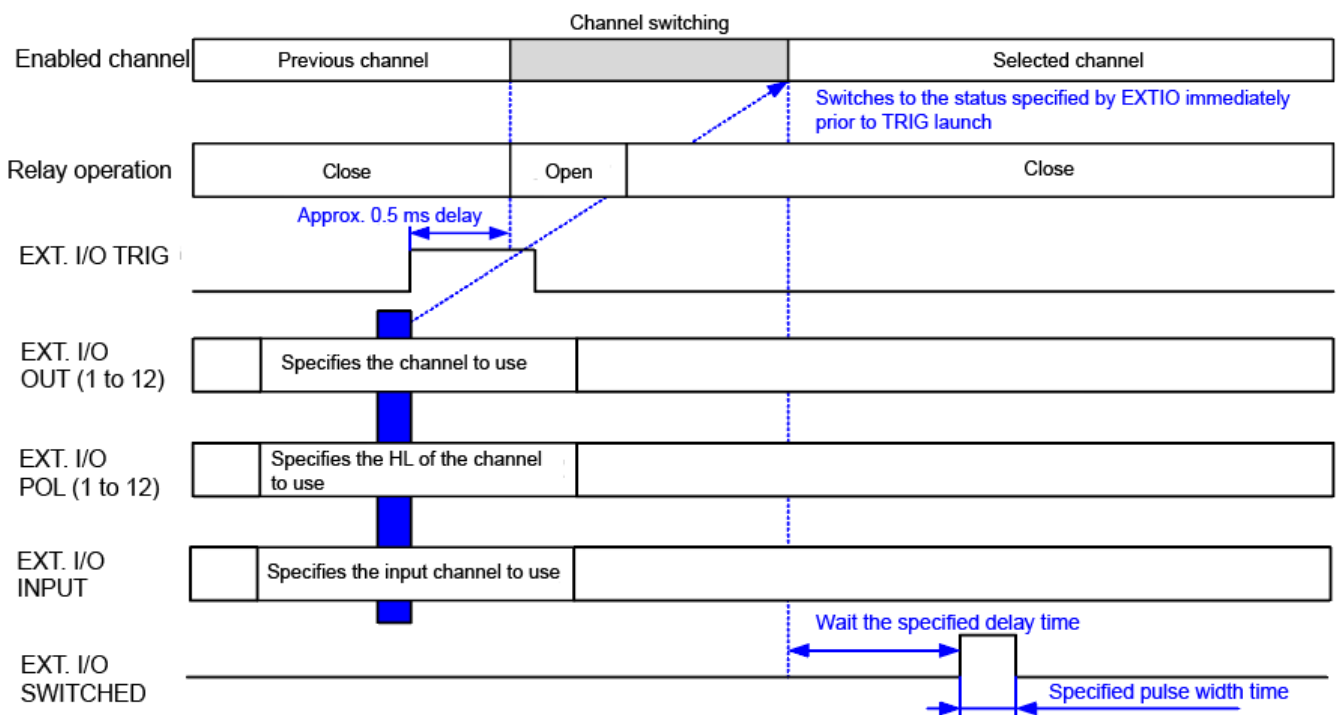 Channel switching
Enabled channel
Previous channel
Selected channel
Switches to the status specified by EXTIO immediately
prior to TRIG launch
Relay operation
Close
Open
Close
Approx. 0.5 ms delay
EXT. I/O TRIG
EXT. I/O
OUT (1 to 12)
Specifies the channel to use
EXT. I/O
POL (1 to 12)
Specifies the HL of the channel
to use
EXT. I/O
INPUT
Specifies the input channel to use
Wait the specified delay time
EXT. I/O
SWITCHED
Specified pulse width time